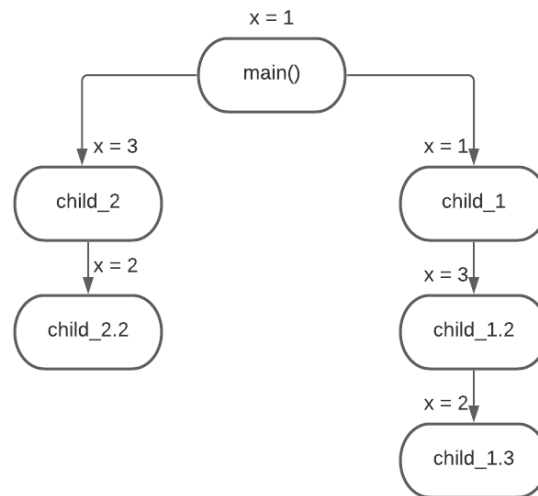 x = 1
main()
x = 3
x = 1
child_2
child_1
x = 2
x = 3
child_2.2
child_1.2
x = 2
child_1.3